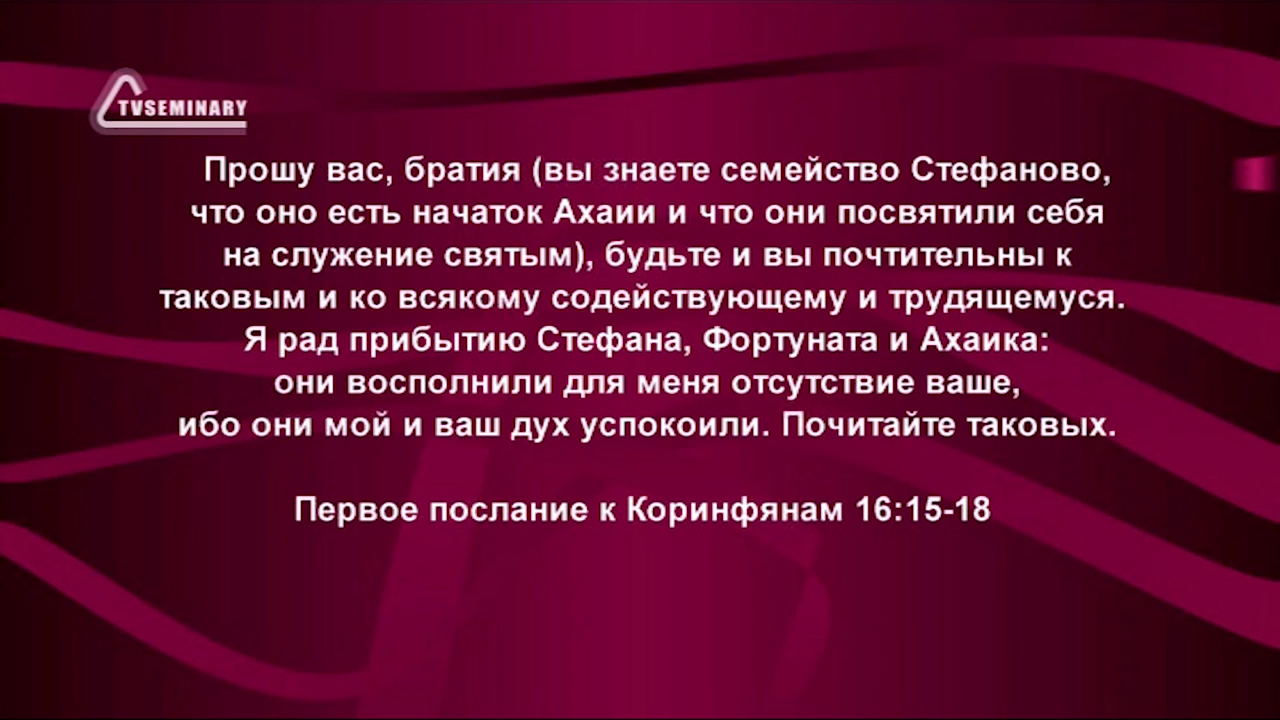 TVSEMINARY
Прошу вас, братия (вы знаете семейство Стефаново,
что оно есть начаток Ахаии и что они посвятили себя
на служение святым), будьте и вы почтительны к
таковым и ко всякому содействующему и трудящемуся.
Я рад прибытию Стефана, Фортуната и Ахаика:
они восполнили для меня отсутствие ваше,
ибо они мой и ваш дух успокоили. Почитайте таковых.
Первое послание к Коринфянам 16:15-18